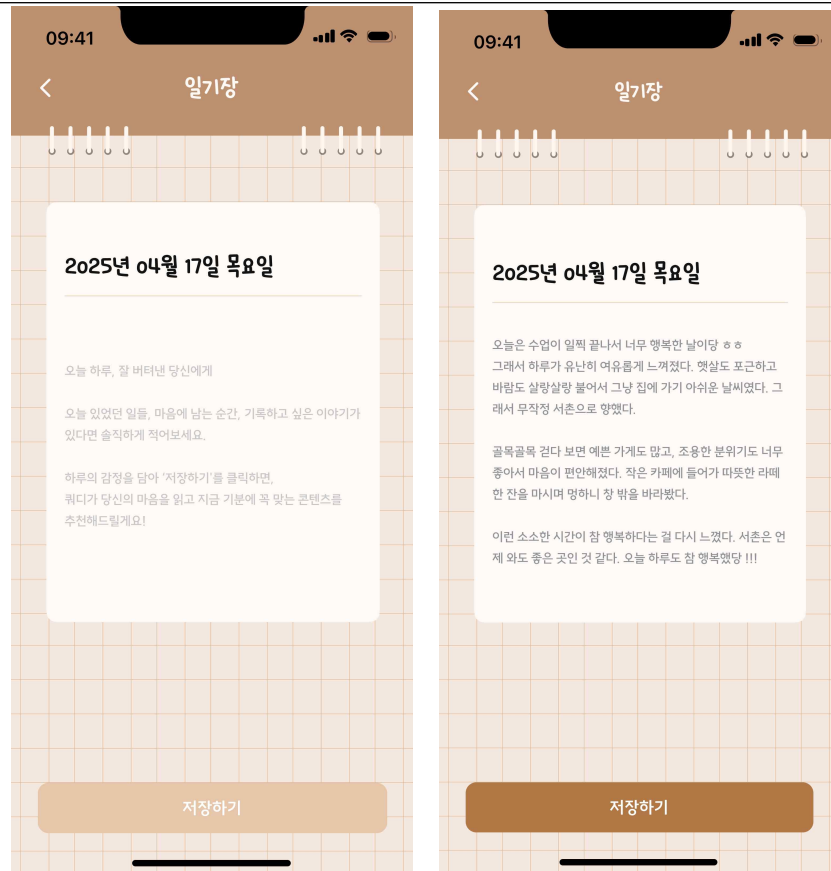 09:41
일기장
2025년 04월 17일 목요일
오늘 하루, 잘 버텨낸 당신에게
오늘 있었던 일들, 마음에 남는 순간, 기록하고 싶은 이야기가
있다면 솔직하게 적어보세요.
하루의 감정을 담아 '저장하기'를 클릭하면,
쿼디가 당신의 마음을 읽고 지금 기분에 꼭 맞는 콘텐츠를
추천해드릴게요!
저장하기
09:41
일기장
2025년 04월 17일 목요일
오늘은 수업이 일찍 끝나서 너무 행복한 날이당 ㅎㅎ
그래서 하루가 유난히 여유롭게 느껴졌다. 햇살도 포근하고
바람도 살랑살랑 불어서 그냥 집에 가기 아쉬운 날씨였다. 그
래서 무작정 서촌으로 향했다.
골목골목 걷다 보면 예쁜 가게도 많고, 조용한 분위기도 너무
좋아서 마음이 편안해졌다. 작은 카페에 들어가 따뜻한 라떼
한 잔을 마시며 멍하니 창 밖을 바라봤다.
이런 소소한 시간이 참 행복하다는 걸 다시 느꼈다. 서촌은 언
제 와도 좋은 곳인 것 같다. 오늘 하루도 참 행복했당 !!!
저장하기